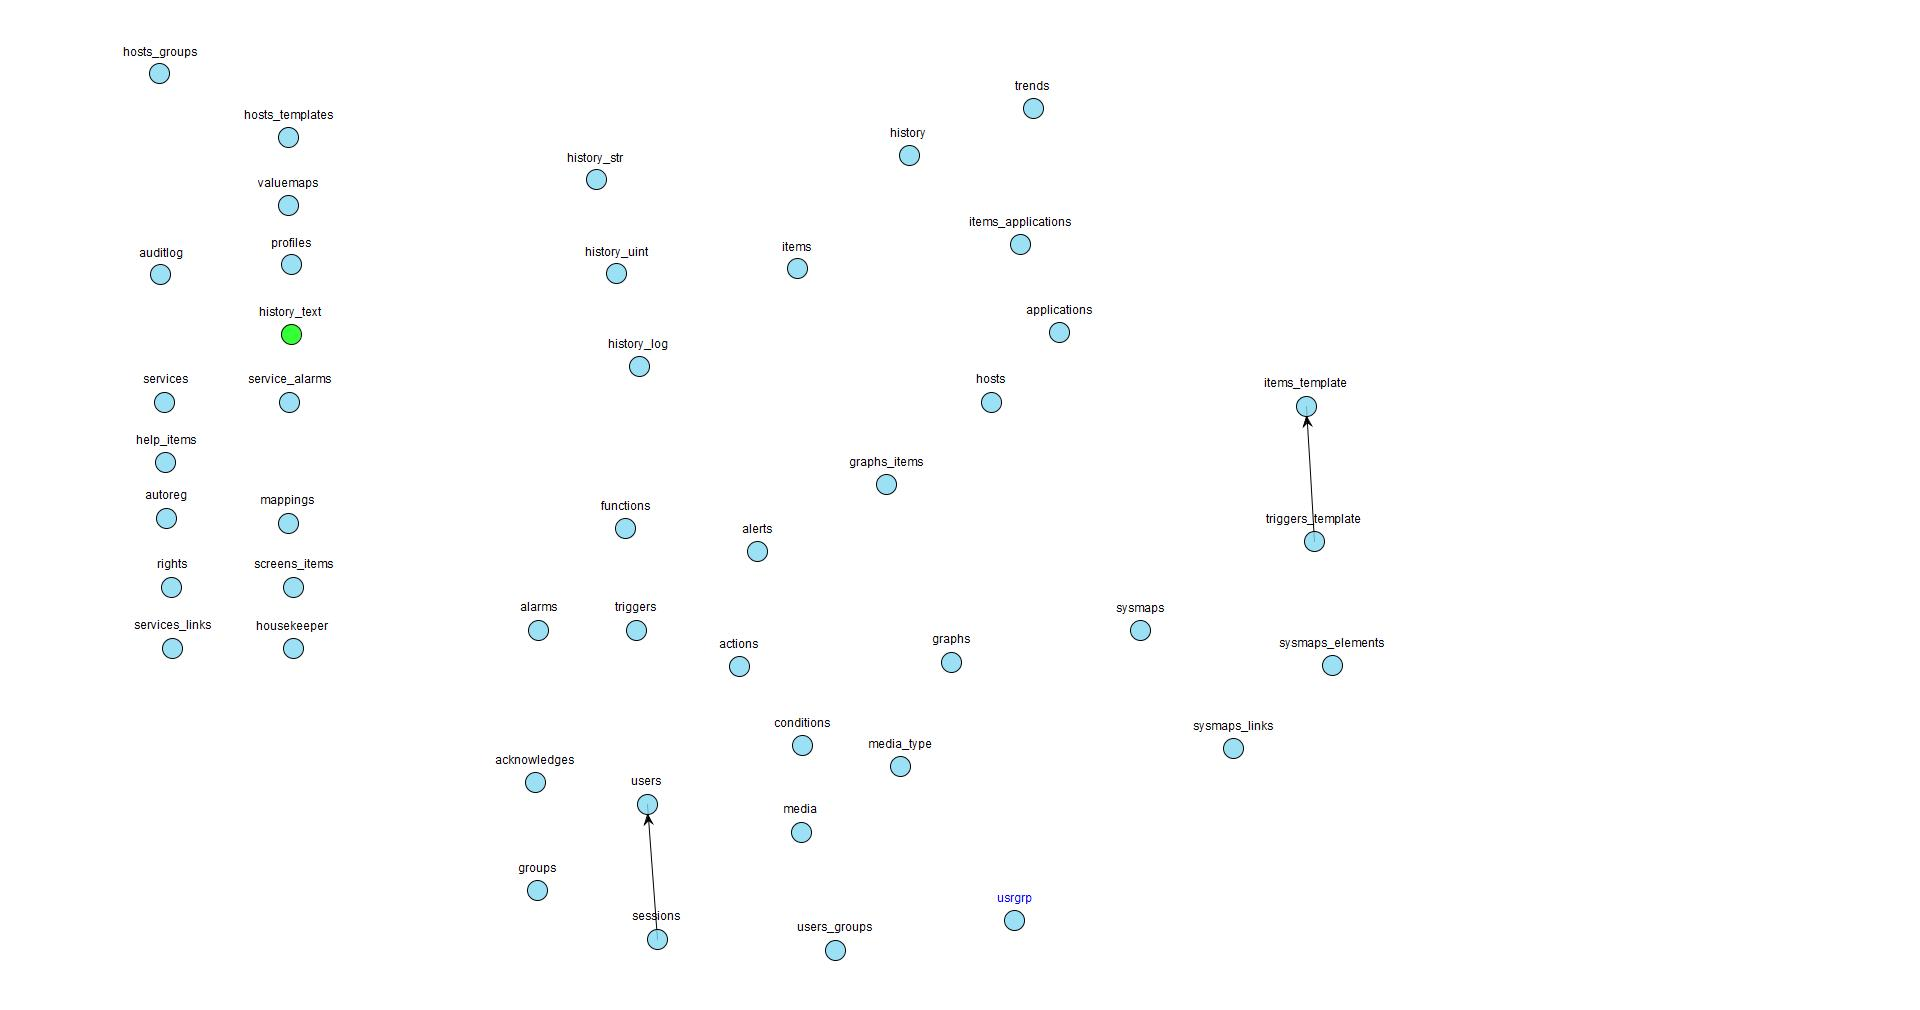 hosts_groups
hosts_templates
valuemaps
auditlog
profiles
history_text
services
service_alarms
help_items
autoreg
mappings
rights
screens_items
services_links
housekeeper
trends
history
history_str
items_applications
history_uint
items
applications
history_log
hosts
items_template
graphs_items
functions
alerts
triggers_template
alarms
triggers
sysmaps
actions
graphs
sysmaps_elements
conditions
media_type
sysmaps_links
acknowledges
users
media
groups
usrgrp
sessions
users_groups